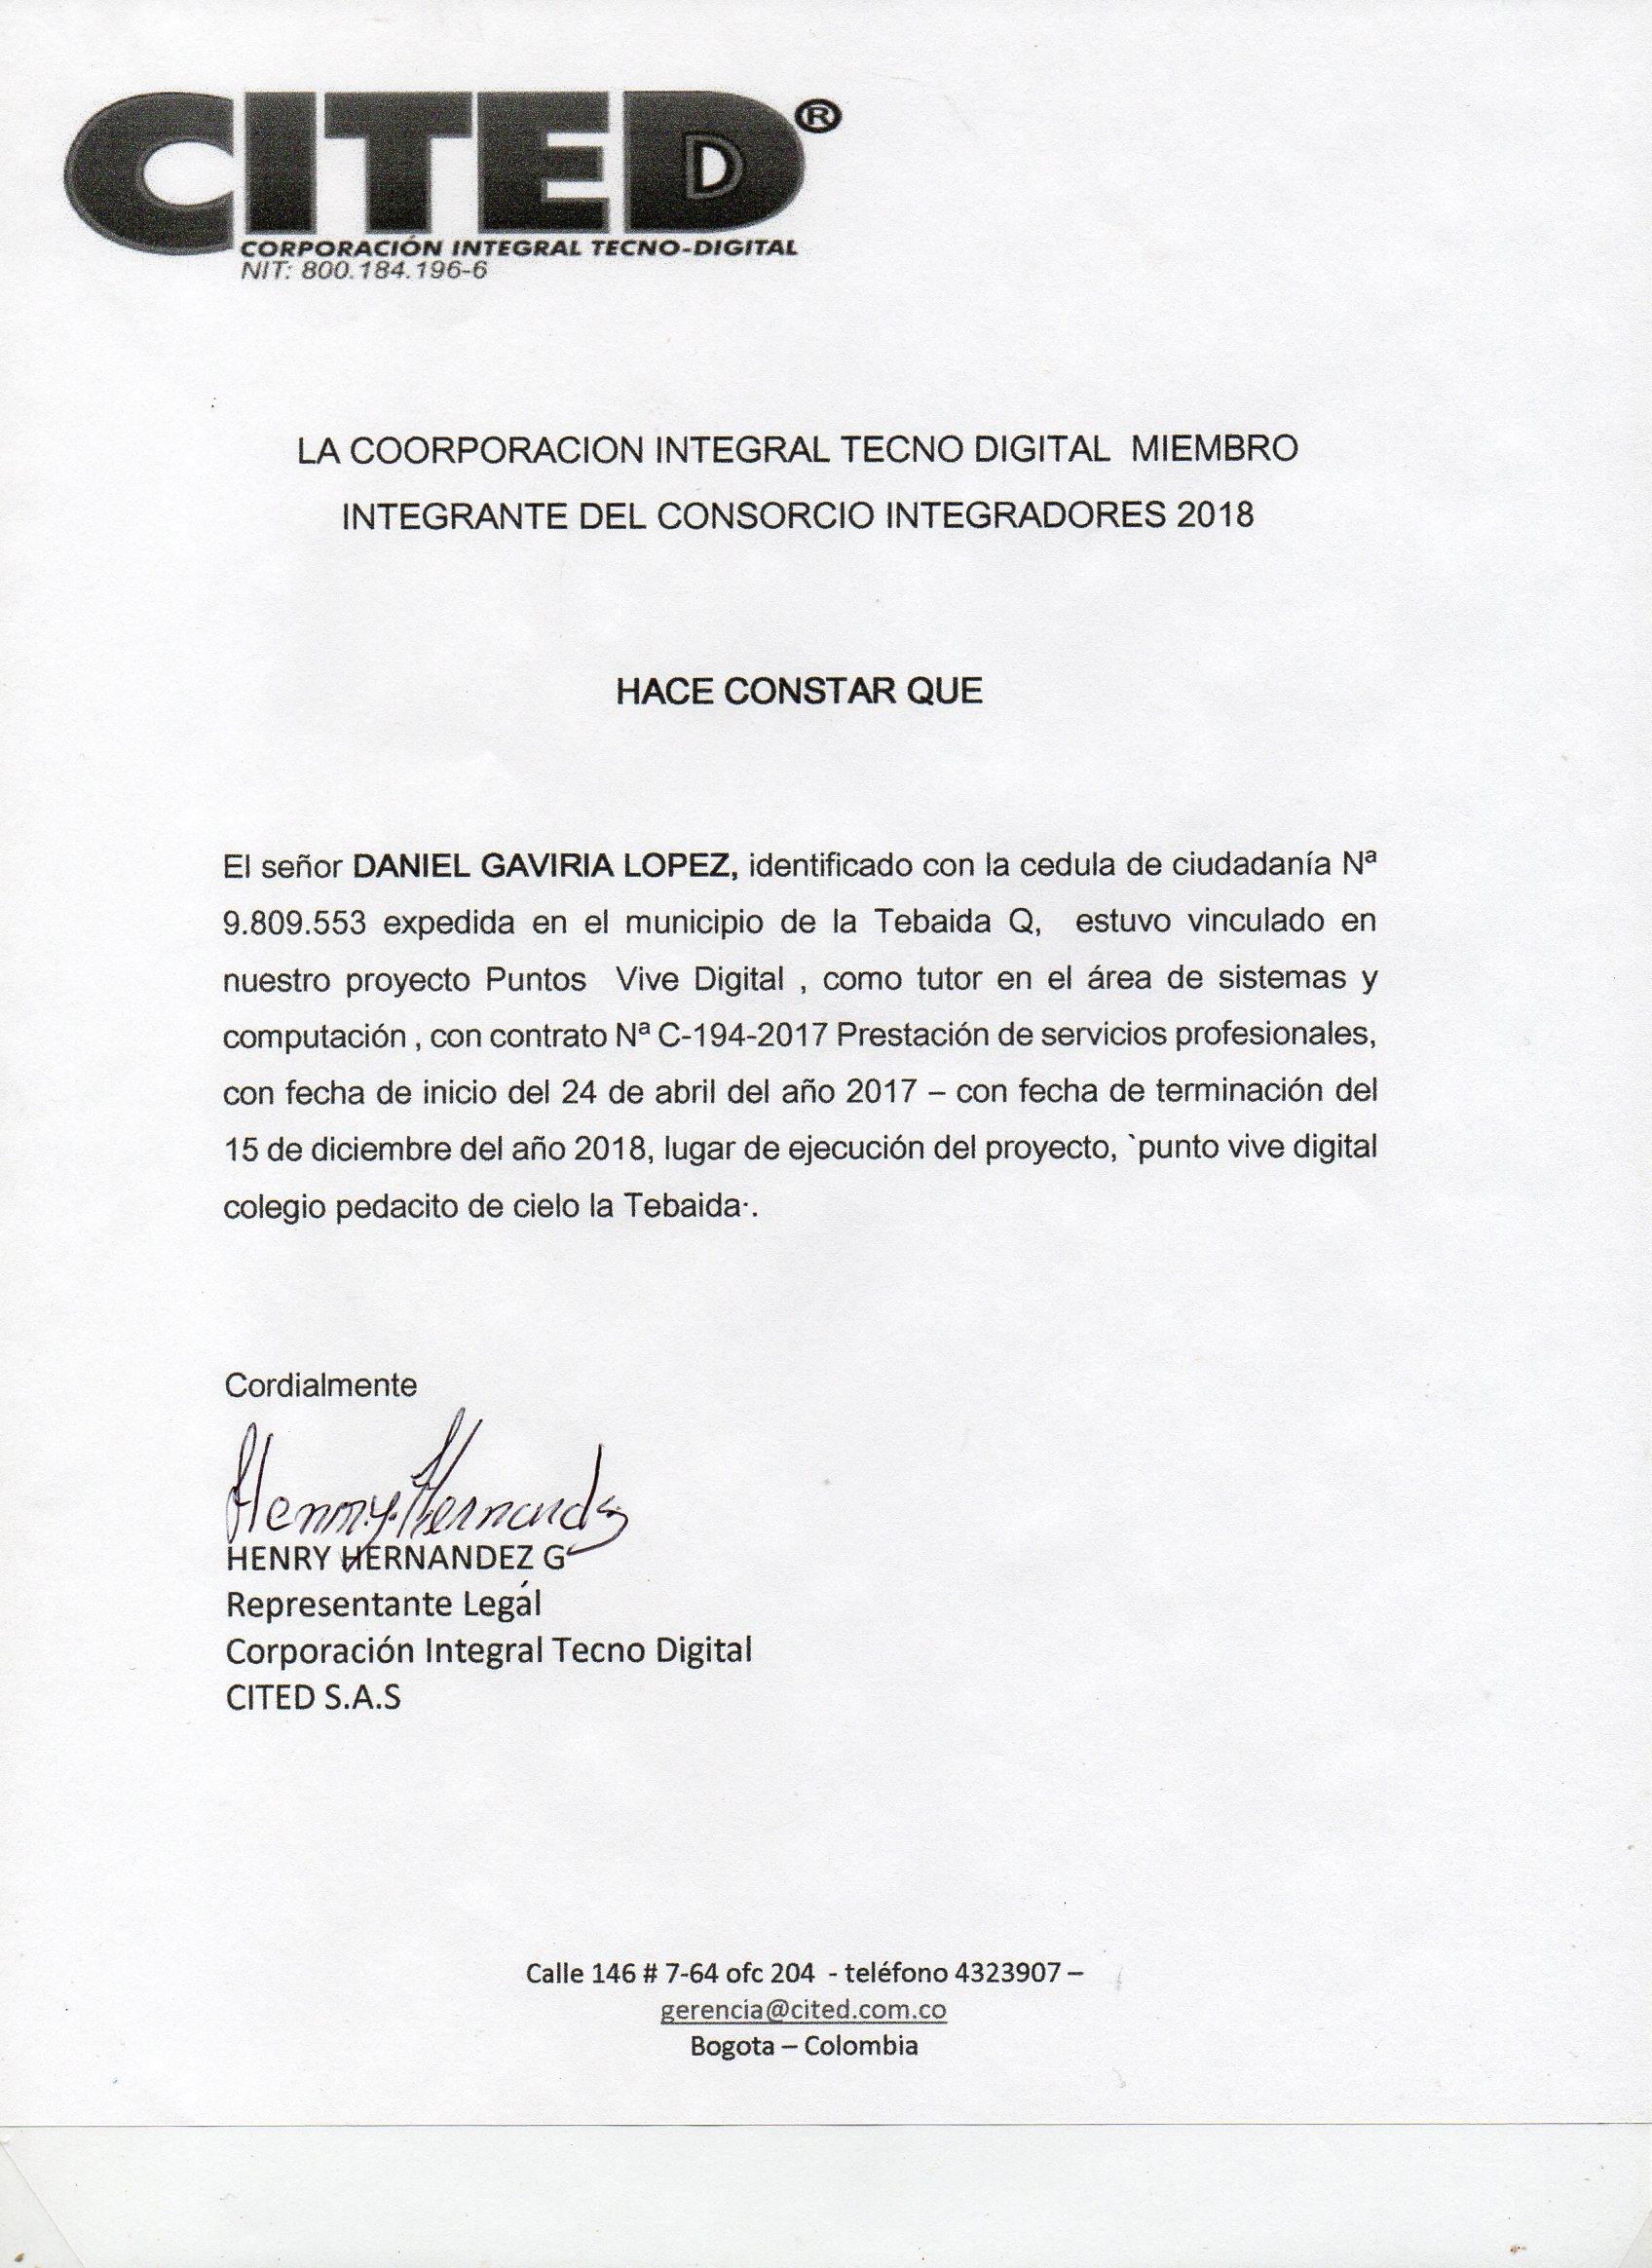 CITED®
CORPORACIÓN INTEGRAL TECNO-DIGITAL
NIT: 800.184.196-6
LA COORPORACION INTEGRAL TECNO DIGITAL MIEMBRO
INTEGRANTE DEL CONSORCIO INTEGRADORES 2018
HACE CONSTAR QUE
El señor DANIEL GAVIRIA LOPEZ, identificado con la cedula de ciudadanía Nª
9.809.553 expedida en el municipio de la Tebaida Q, estuvo vinculado en
nuestro proyecto Puntos Vive Digital , como tutor en el área de sistemas y
computación , con contrato Nª C-194-2017 Prestación de servicios profesionales,
con fecha de inicio del 24 de abril del año 2017 – con fecha de terminación del
15 de diciembre del año 2018, lugar de ejecución del proyecto, `punto vive digital
colegio pedacito de cielo la Tebaida·.
Cordialmente
Henry Hernandz
HENRY HERNANDEZ G
Representante Legal
Corporación Integral Tecno Digital
CITED S.A.S
Calle 146 # 7-64 ofc 204 - teléfono 4323907 –
gerencia@cited.com.co
Bogota – Colombia